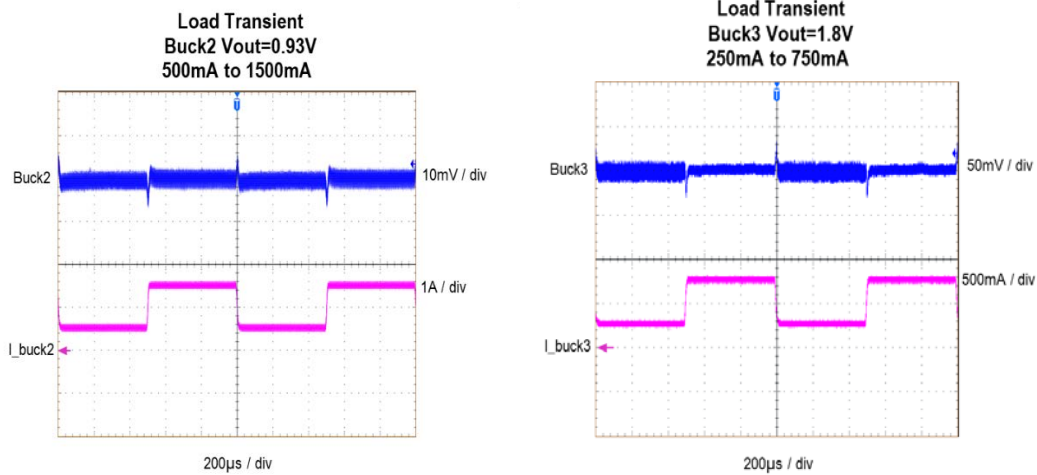 Load Transient
Buck2 Vout=0.93V
500mA to 1500mA
T
Buck2
10mV / div
1A / div
I_buck2
200µs / div
Load Transient
Buck3 Vout=1.8V
250mA to 750mA
T
Buck3
50mV / div
500mA / div
I_buck3
200µs / div